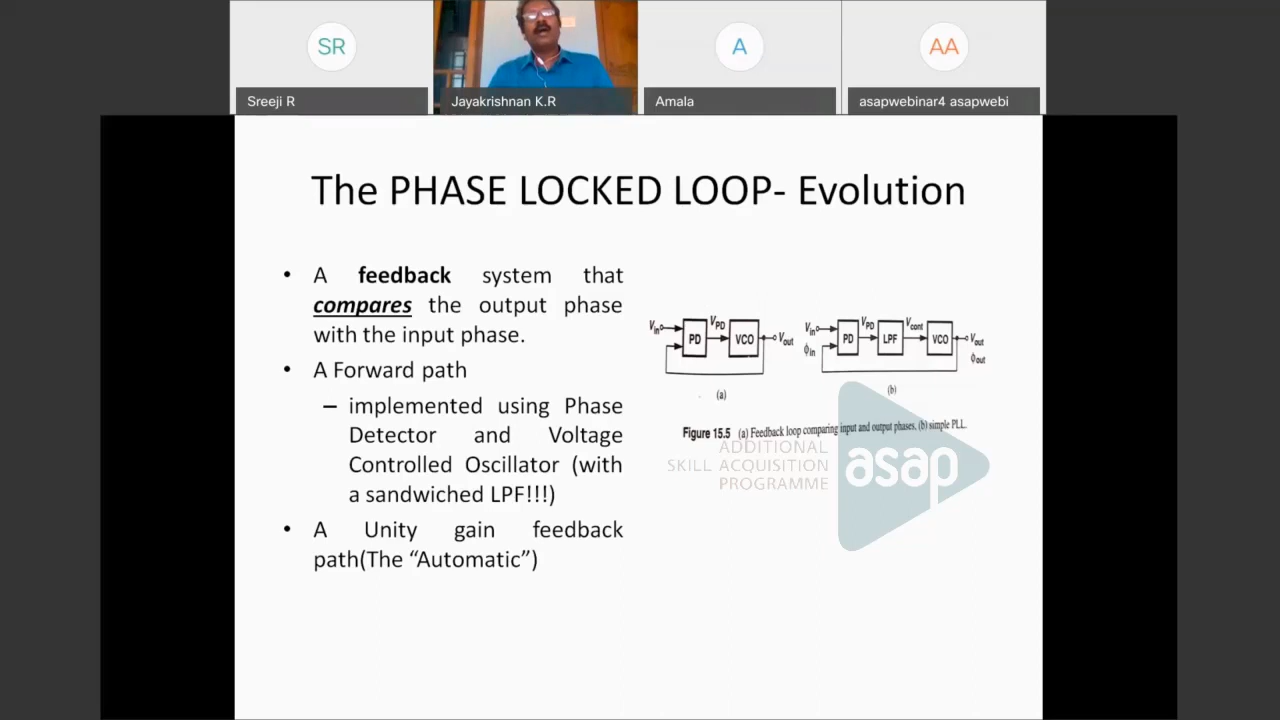 SR
A
AA
Sreeji R
Jayakrishnan K.R
Amala
asapwebinar4 asapwebi
The PHASE LOCKED LOOP- Evolution
• A feedback system that
compares the output phase
with the input phase.
• A Forward path
– implemented using Phase
Detector and Voltage
Controlled Oscillator (with
a sandwiched LPF!!!)
• A Unity gain feedback
path(The “Automatic”)
Vin PD VPD VCO Vout
(a)
Vin ϕin PD VPD LPF Vcont VCO Vout ϕout
(b)
Figure 15.5 (a) Feedback loop comparing input and output phases, (b) simple PLL.
ADDITIONAL
SKILL ACQUISITION
PROGRAMME
asap